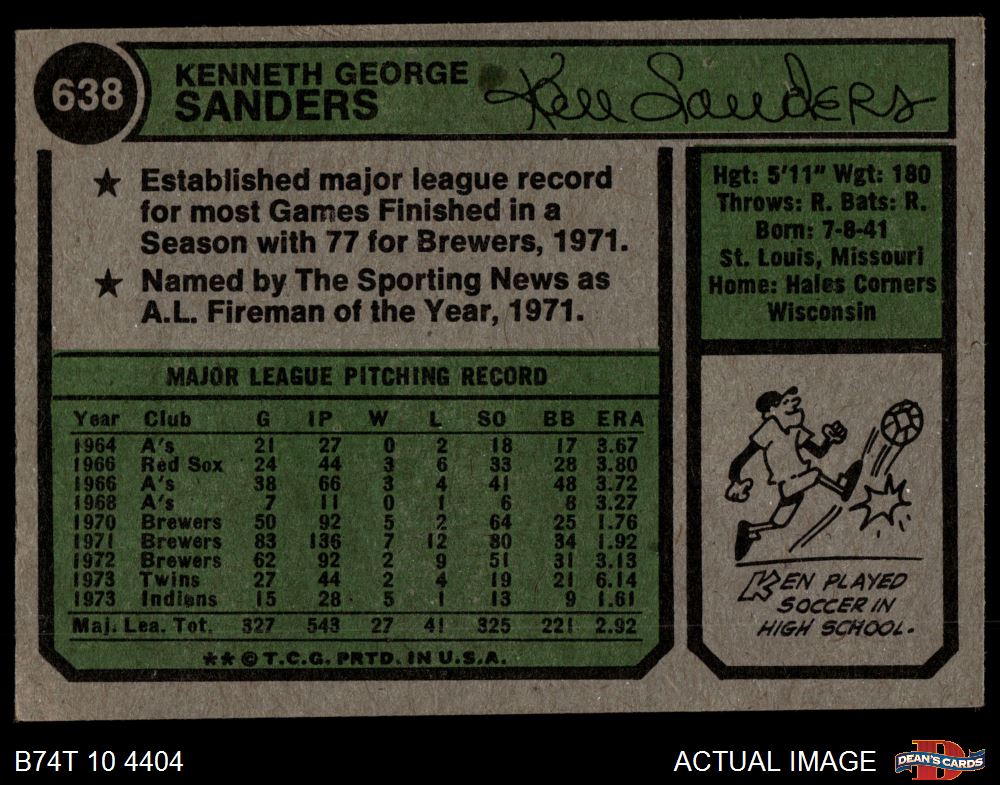 638
KENNETH GEORGE
SANDERS
Ken Sanders
★ Established major league record
for most Games Finished in a
Season with 77 for Brewers, 1971.
★ Named by The Sporting News as
A.L. Fireman of the Year, 1971.
Hgt: 5'11" Wgt: 180
Throws: R. Bats: R.
Born: 7-8-41
St. Louis, Missouri
Home: Hales Corners
Wisconsin
MAJOR LEAGUE PITCHING RECORD
Year Club G IP W L SO BB ERA
1964 A's 21 27 0 2 18 17 3.67
1966 Red Sox 24 44 3 6 33 28 3.80
1966 A's 38 66 3 4 41 48 3.72
1968 A's 7 11 0 1 6 8 3.27
1970 Brewers 50 92 5 2 64 25 1.76
1971 Brewers 83 136 7 12 80 34 1.92
1972 Brewers 62 92 2 9 51 31 3.13
1973 Twins 27 44 2 4 19 21 6.14
1973 Indians 15 28 5 1 13 9 1.61
Maj. Lea. Tot. 327 543 27 41 325 221 2.92
** © T.C.G. PRTD. IN U.S.A.
KEN PLAYED
SOCCER IN
HIGH SCHOOL.
B74T 10 4404
ACTUAL IMAGE
DEAN'S CARDS